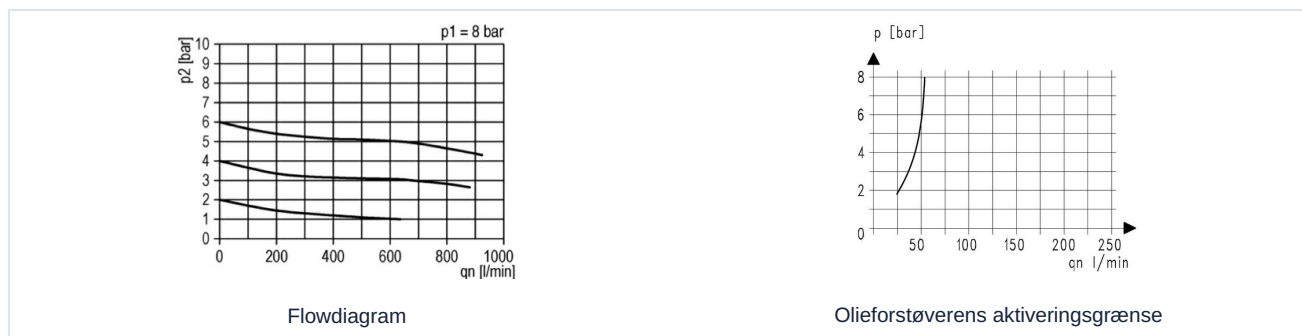 p1 = 8 bar
p2 [bar]
10
9
8
7
6
5
4
3
2
1
0
0 200 400 600 800 1000
qn [l/min]
Flowdiagram
p [bar]
8
6
4
2
0
50 100 150 200 250
qn l/min
Olieforstøverens aktiveringsgrænse